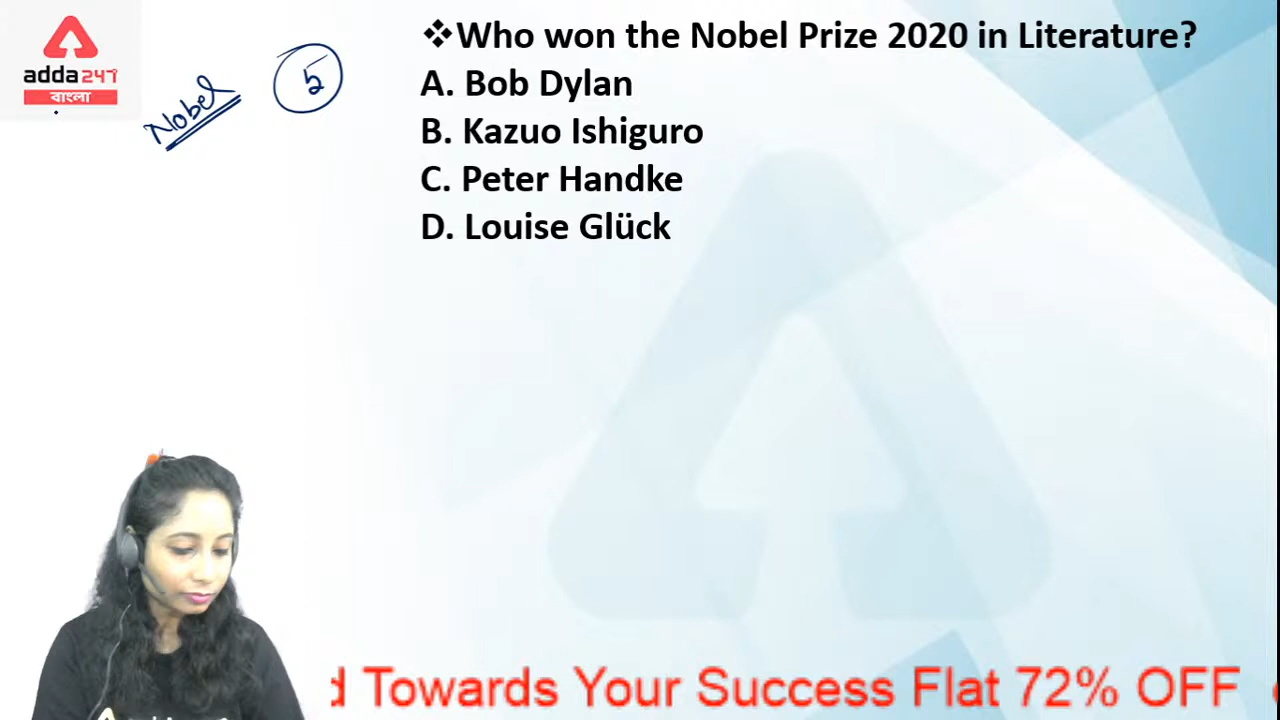 adda247
বাংলা
Nobel
5
❖Who won the Nobel Prize 2020 in Literature?
A. Bob Dylan
B. Kazuo Ishiguro
C. Peter Handke
D. Louise Glück
d Towards Your Success Flat 72% OFF